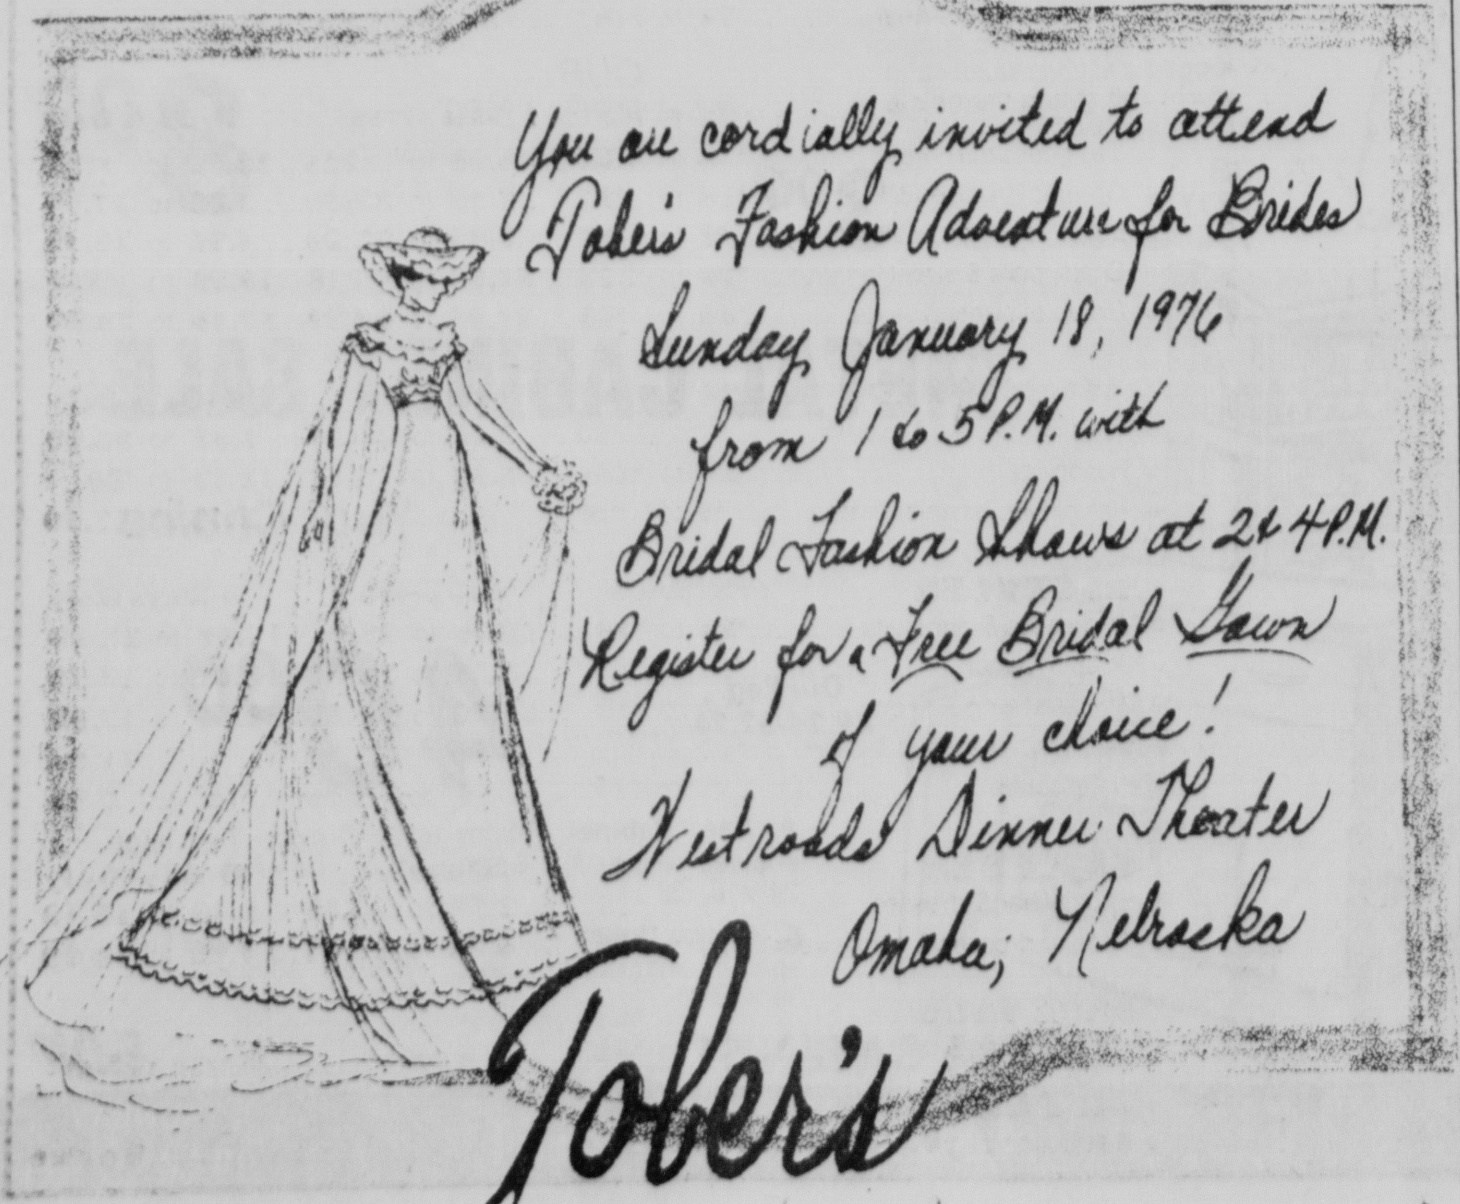 You are cordially invited to attend
Tober's Fashion Adventure for Brides
Sunday January 18, 1976
from 1 to 5 P.M. with
Bridal Fashion Shows at 2 & 4 P.M.
Register for a Free Bridal Gown
of your choice!
Westroads Dinner Theater
Omaha, Nebraska
Tober's